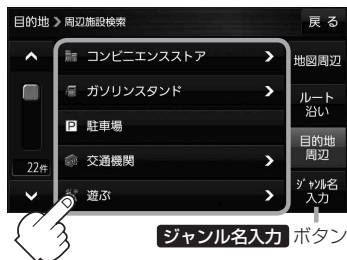 目的地 周辺施設検索
戻る
コンビニエンスストア
地図周辺
ガソリンスタンド
ルート
沿い
P 駐車場
目的地
周辺
交通機関
22件
遊ぶ
ｼﾞｬﾝﾙ名
入力
ジャンル名入力 ボタン